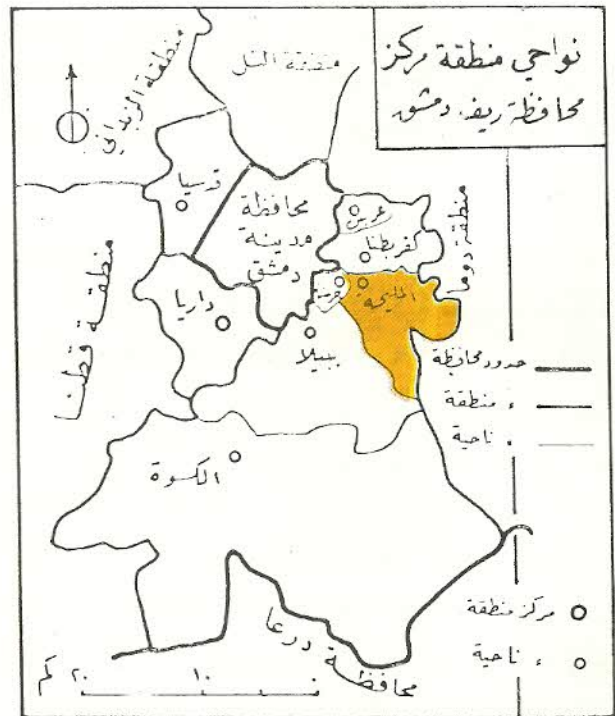 نواحي منطقة مركز
محافظة ريف دمشق
منطقة التل
منطقة الزبداني
قدسيا
محافظة
مدينة
دمشق
عربين
كفربطنا
منطقة دوما
المليحة
داريا
ببيلا
منطقة قطنا
حدود محافظة
، منطقة
، ناحية
الكسوة
مركز منطقة
، ناحية
محافظة درعا
٢٠ ١٠ كم